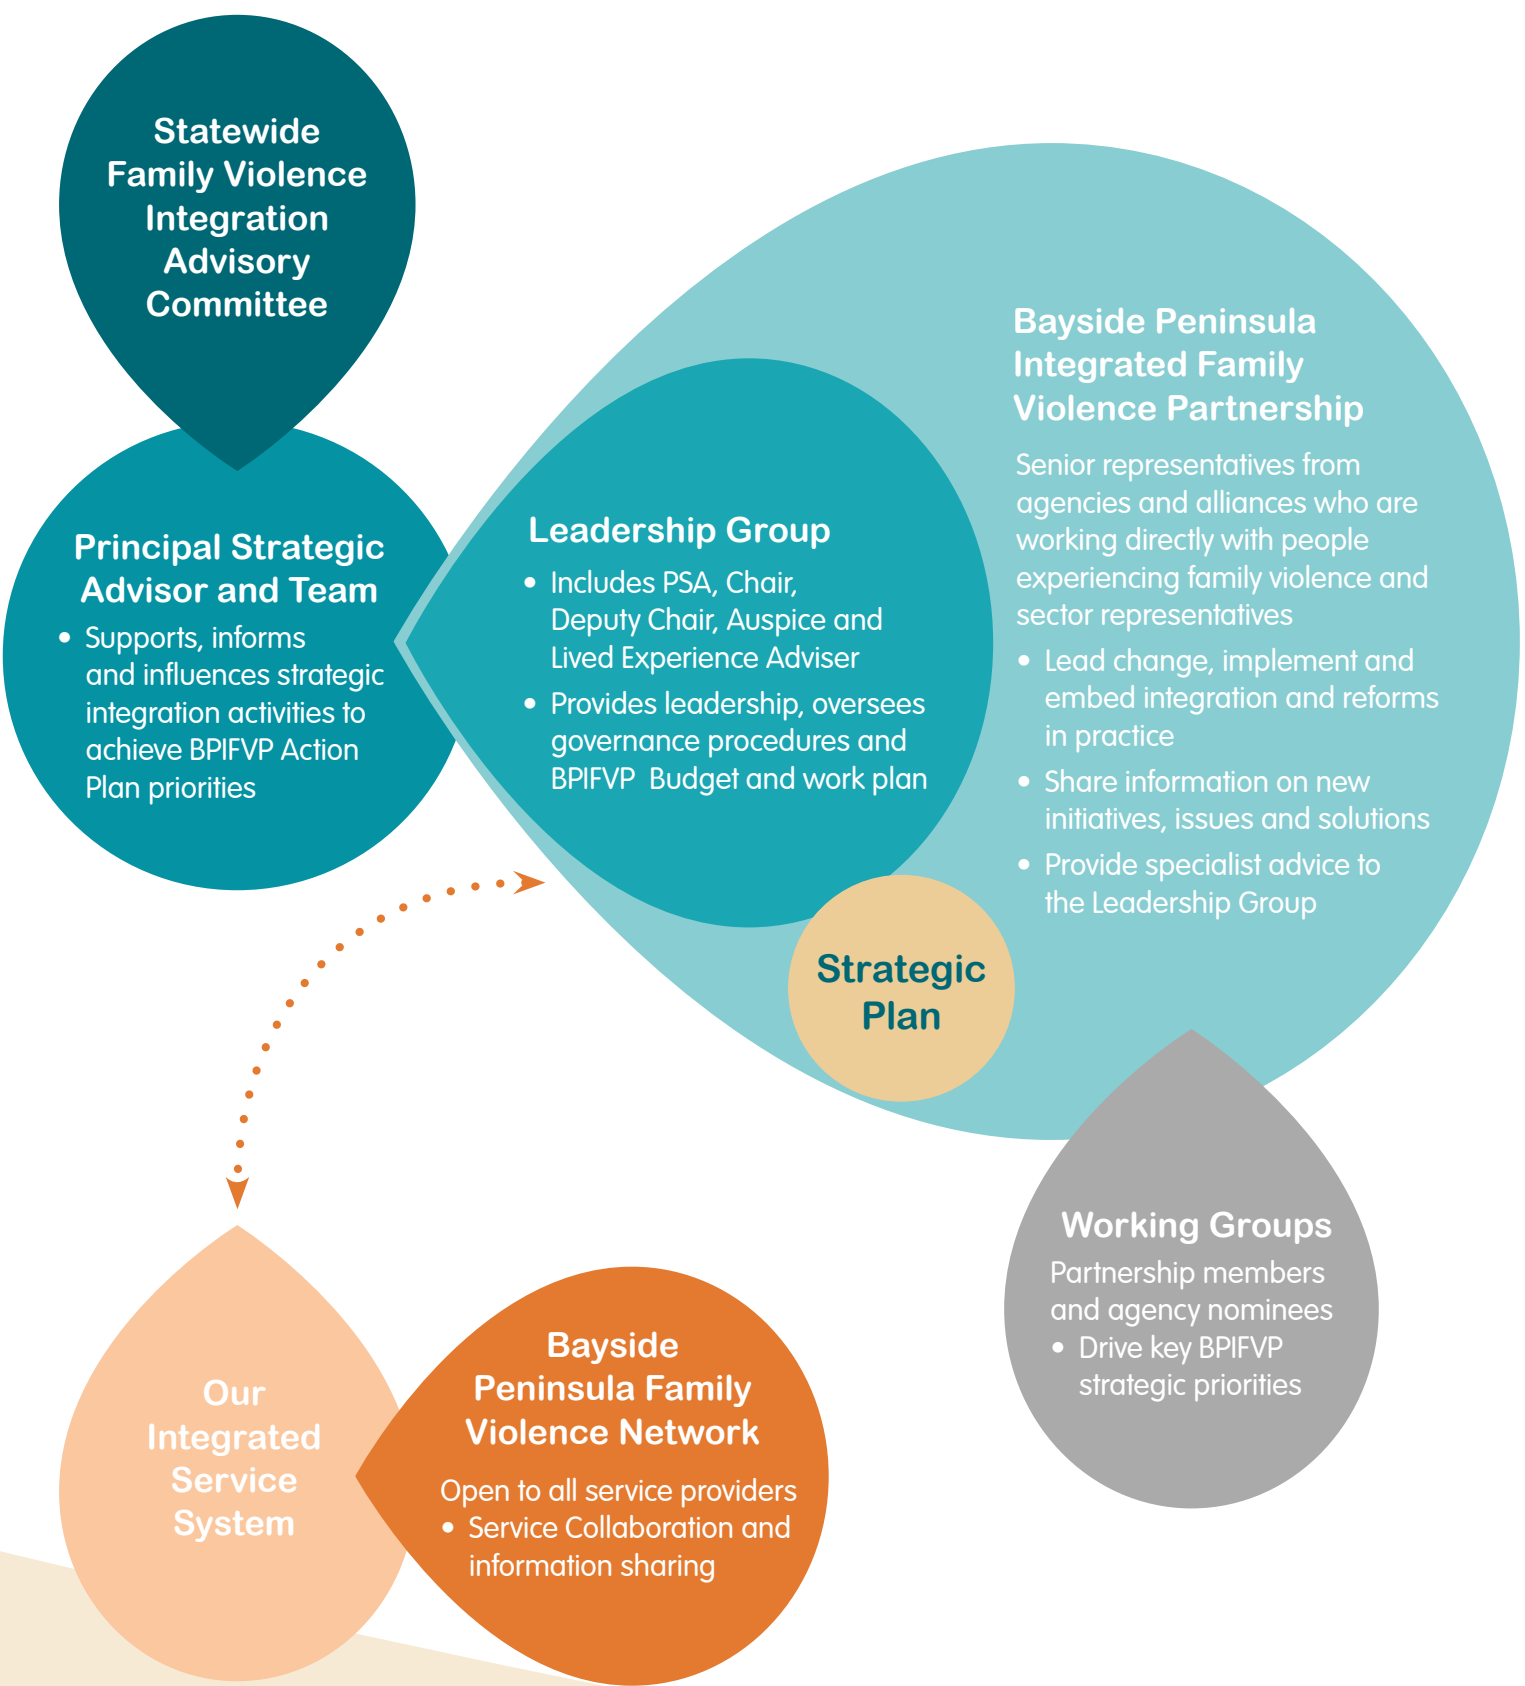 Statewide
Family Violence
Integration
Advisory
Committee
Principal Strategic
Advisor and Team
• Supports, informs
and influences strategic
integration activities to
achieve BPIFVP Action
Plan priorities
Leadership Group
• Includes PSA, Chair,
Deputy Chair, Auspice and
Lived Experience Adviser
• Provides leadership, oversees
governance procedures and
BPIFVP Budget and work plan
Bayside Peninsula
Integrated Family
Violence Partnership
Senior representatives from
agencies and alliances who are
working directly with people
experiencing family violence and
sector representatives
• Lead change, implement and
embed integration and reforms
in practice
• Share information on new
initiatives, issues and solutions
• Provide specialist advice to
the Leadership Group
Strategic
Plan
Working Groups
Partnership members
and agency nominees
• Drive key BPIFVP
strategic priorities
Our
Integrated
Service
System
Bayside
Peninsula Family
Violence Network
Open to all service providers
• Service Collaboration and
information sharing